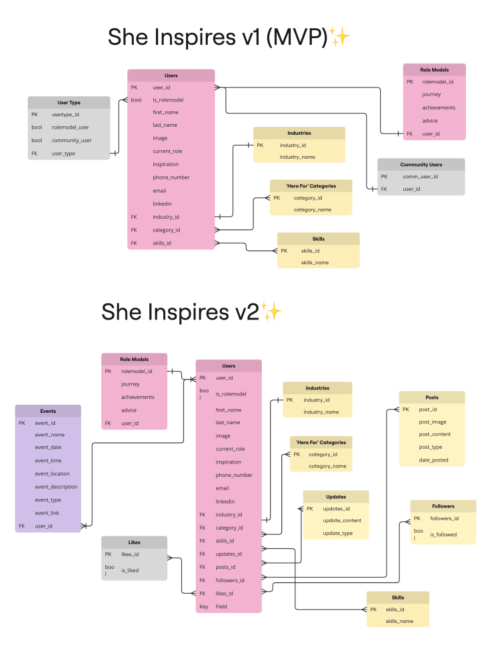 She Inspires v1 (MVP)✨
User Type
PK usertype_id
bool rolemodel_user
bool community_user
FK user_type
Users
PK user_id
bool is_rolemodel
first_name
last_name
image
current_role
inspiration
phone_number
email
linkedin
FK industry_id
FK category_id
FK skills_id
Industries
PK industry_id
industry_name
'Here For' Categories
PK category_id
category_name
Skills
PK skills_id
skills_name
Role Models
PK rolemodel_id
journey
achievements
advice
FK user_id
Community Users
PK comm_user_id
FK user_id
She Inspires v2✨
Events
PK event_id
event_name
event_date
event_time
event_location
event_description
event_type
event_link
FK user_id
Role Models
PK rolemodel_id
journey
achievements
advice
FK user_id
Likes
PK likes_id
boo
l is_liked
Users
PK user_id
boo
l is_rolemodel
first_name
last_name
image
current_role
inspiration
phone_number
email
linkedin
FK industry_id
FK category_id
FK skills_id
FK updates_id
FK posts_id
FK followers_id
FK likes_id
Key Field
Industries
PK industry_id
industry_name
'Here For' Categories
PK category_id
category_name
Updates
PK updates_id
update_content
update_type
Skills
PK skills_id
skills_name
Posts
PK post_id
post_image
post_content
post_type
date_posted
Followers
PK followers_id
boo
l is_followed